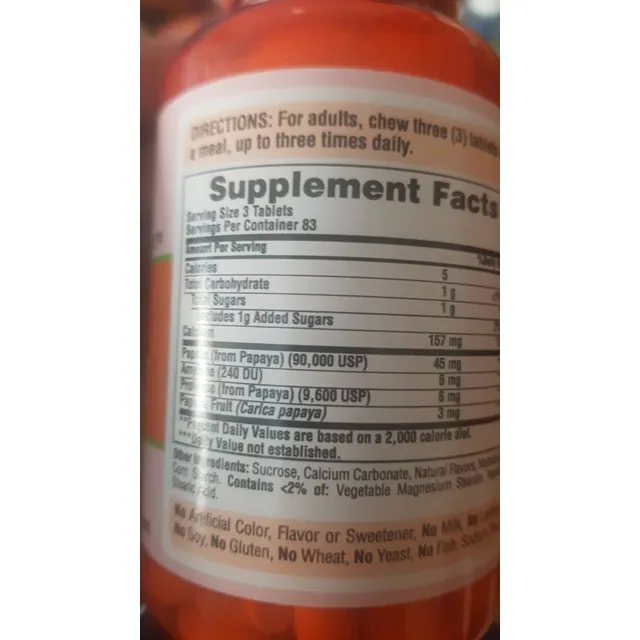 DIRECTIONS: For adults, chew three (3) tablets
a meal, up to three times daily.
Supplement Facts
Serving Size 3 Tablets
Servings Per Container 83
Amount Per Serving
Calories 5
Total Carbohydrate 1 g
Total Sugars 1 g
Includes 1g Added Sugars
Calcium 157 mg
Papain (from Papaya) (90,000 USP) 45 mg
Amylase (240 DU) 6 mg
Protease (from Papaya) (9,600 USP) 6 mg
Papaya Fruit (Carica papaya) 3 mg
**Percent Daily Values are based on a 2,000 calorie diet.
***Daily Value not established.
Other Ingredients: Sucrose, Calcium Carbonate, Natural Flavors,
Corn Starch. Contains <2% of: Vegetable Magnesium Stearate,
Stearic Acid.
No Artificial Color, Flavor or Sweetener, No Milk, No
No Soy, No Gluten, No Wheat, No Yeast, No Fish.